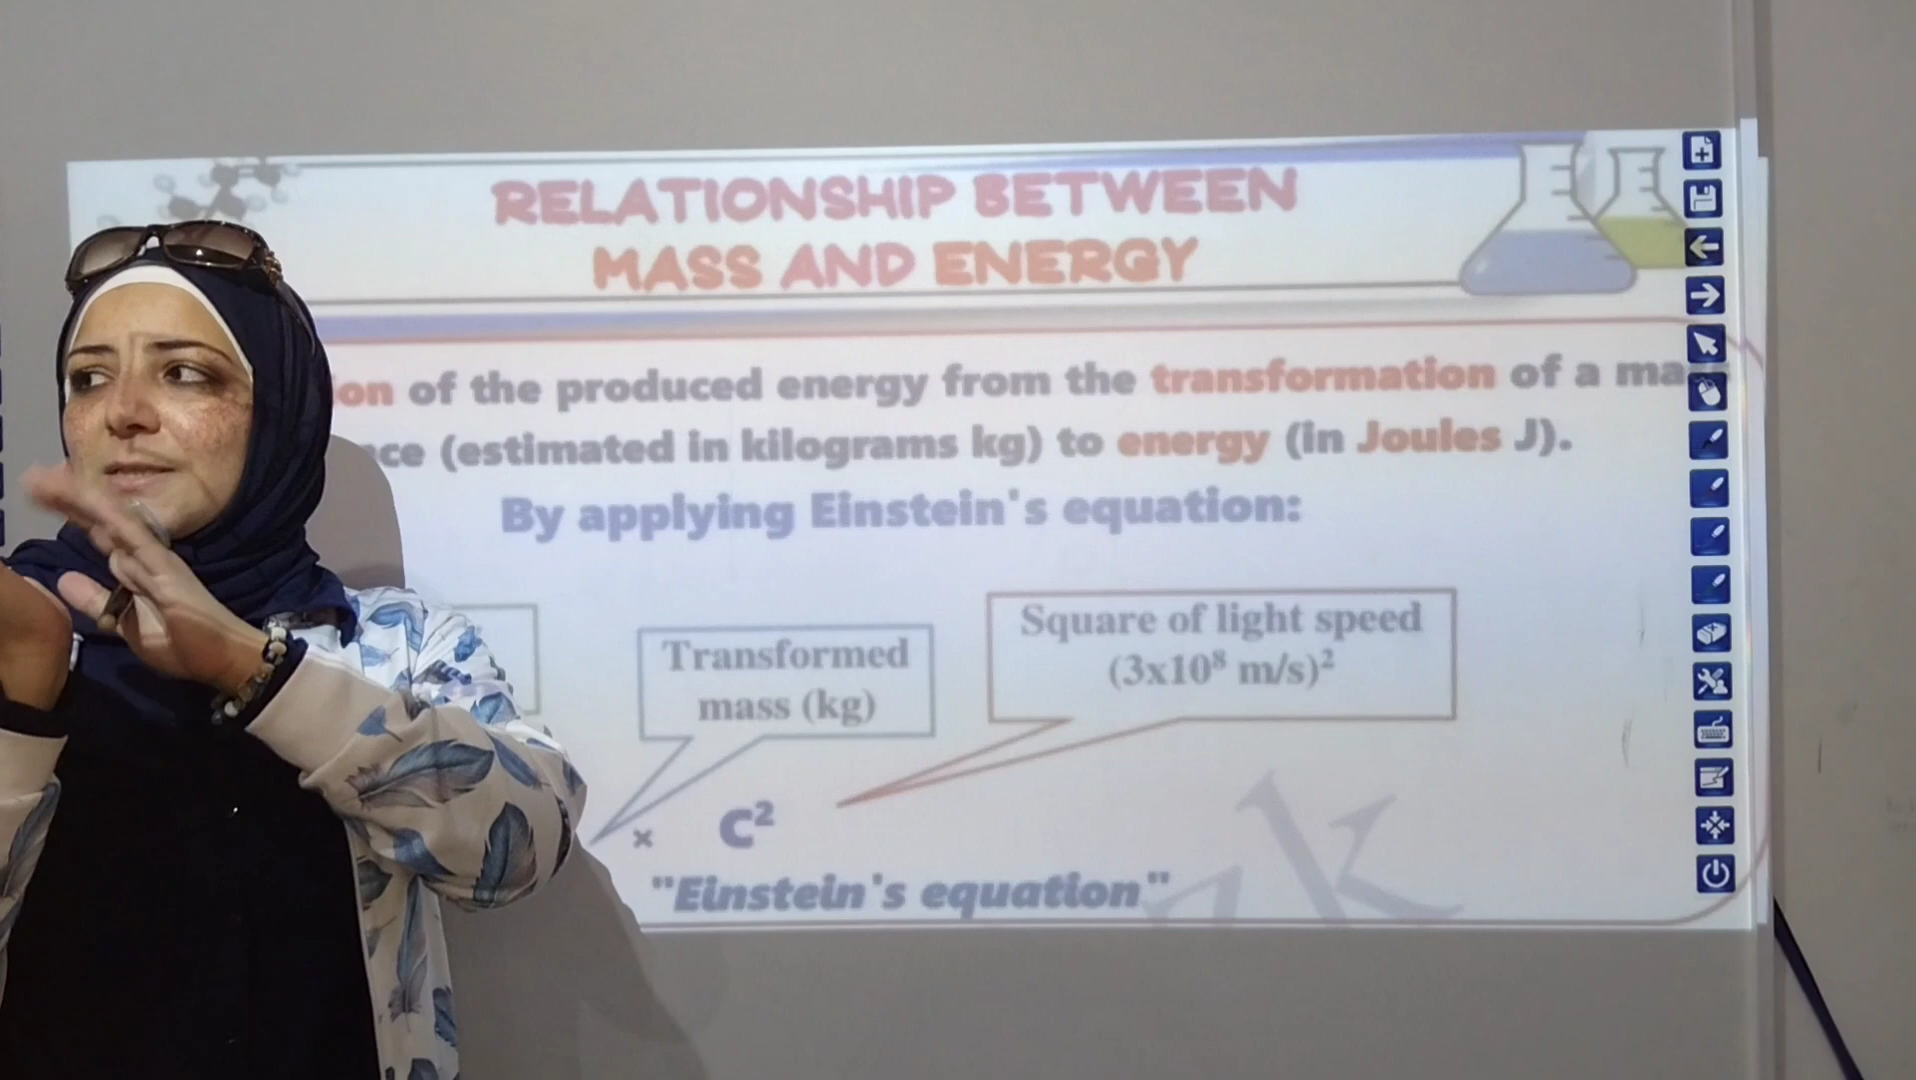 RELATIONSHIP BETWEEN
MASS AND ENERGY
ion of the produced energy from the transformation of a ma
ce (estimated in kilograms kg) to energy (in Joules J).
By applying Einstein's equation:
Transformed
mass (kg)
Square of light speed
(3x10⁸ m/s)²
× C²
"Einstein's equation"